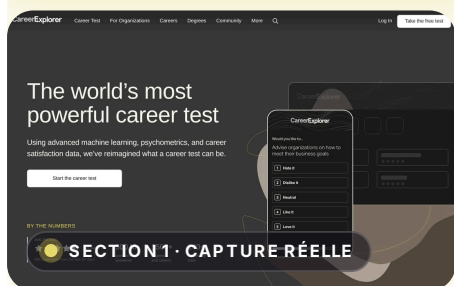 CareerExplorer Career Test For Organizations Careers Degrees Community More Log In Take the free test
The world's most
powerful career test
Using advanced machine learning, psychometrics, and career
satisfaction data, we've reimagined what a career test can be.
Start the career test
CareerExplorer
Would you like to...
Advise organizations on how to
meet their business goals
1 Hate it
2 Dislike it
3 Neutral
4 Like it
5 Love it
BY THE NUMBERS
SECTION 1 · CAPTURE RÉELLE